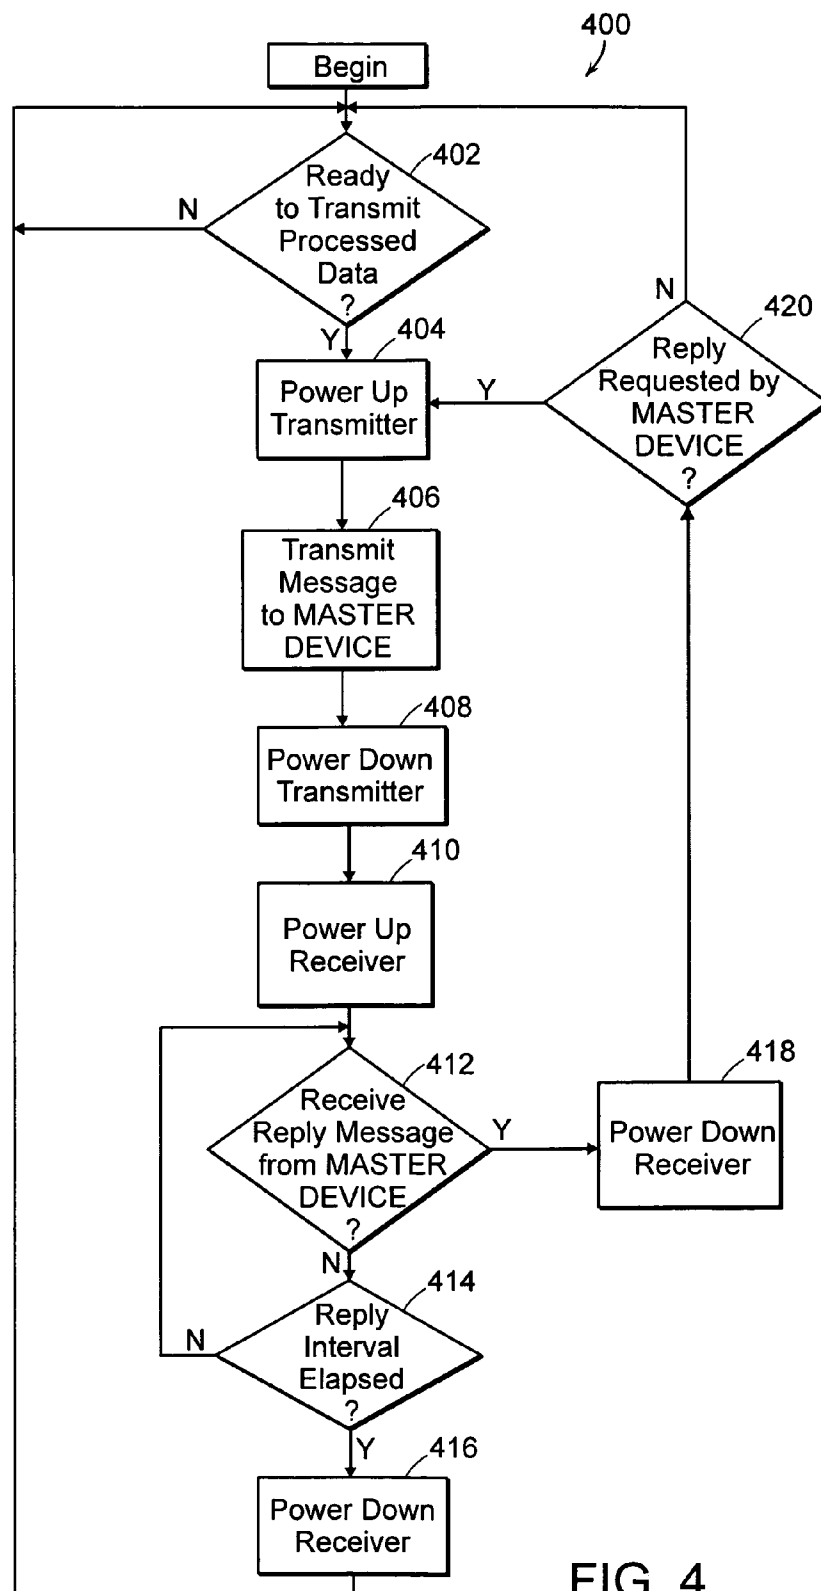 400
Begin
402
Ready
to Transmit
Processed
Data
?
N
Y
404
Power Up
Transmitter
Y
N
420
Reply
Requested by
MASTER
DEVICE
?
406
Transmit
Message
to MASTER
DEVICE
408
Power Down
Transmitter
410
Power Up
Receiver
412
Receive
Reply Message
from MASTER
DEVICE
?
Y
418
Power Down
Receiver
N
414
Reply
Interval
Elapsed
?
N
Y
416
Power Down
Receiver
FIG. 4